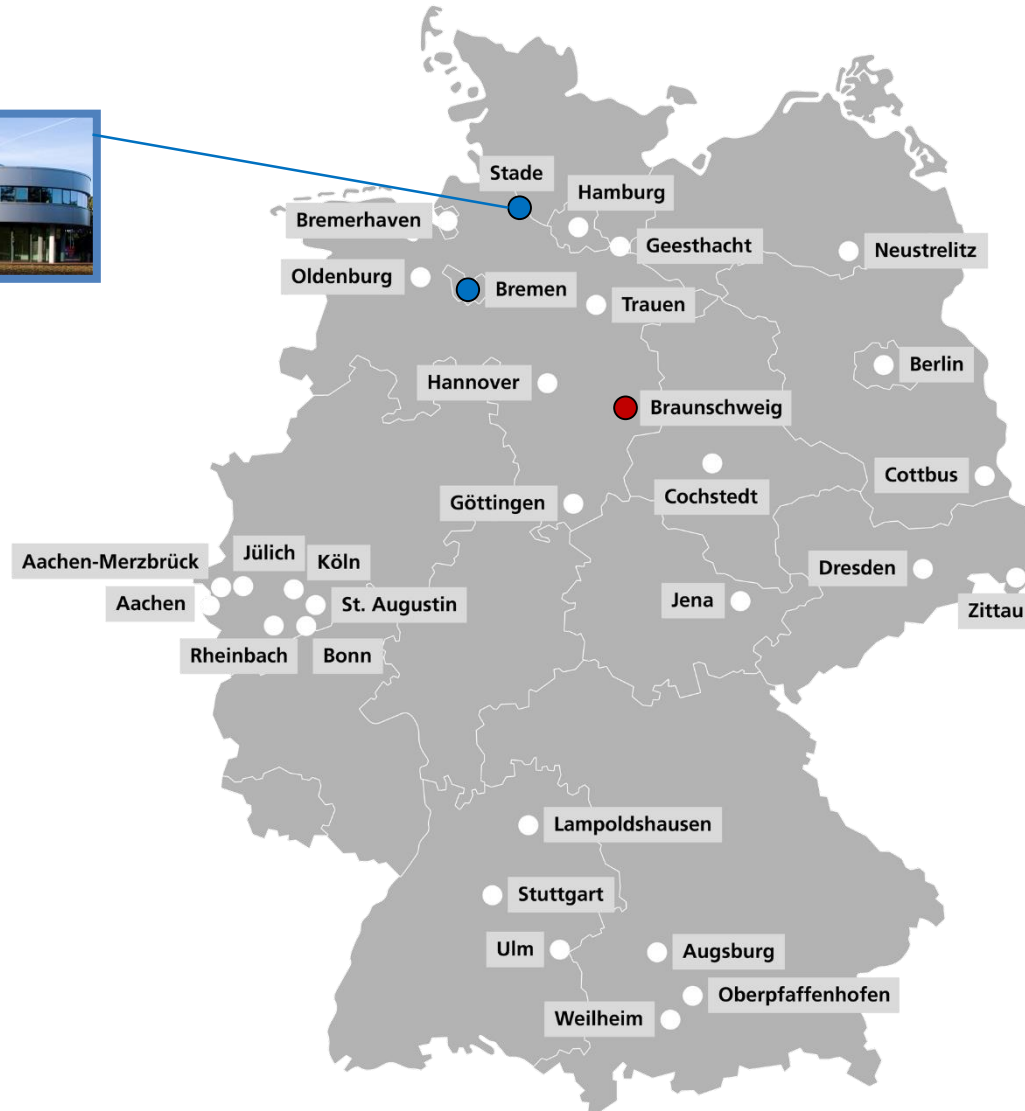 Stade
Hamburg
Bremerhaven
Geesthacht
Neustrelitz
Oldenburg
Bremen
Trauen
Berlin
Hannover
Braunschweig
Cottbus
Cochstedt
Göttingen
Jülich
Aachen-Merzbrück
Köln
Dresden
Aachen
St. Augustin
Jena
Zittau
Rheinbach
Bonn
Lampoldshausen
Stuttgart
Ulm
Augsburg
Oberpfaffenhofen
Weilheim